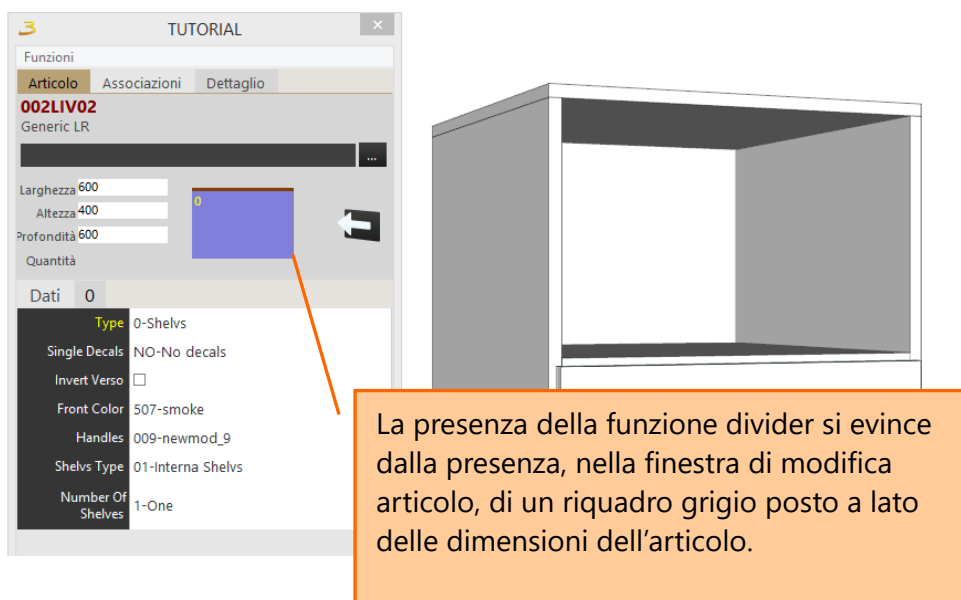 TUTORIAL
×
Funzioni
Articolo Associazioni Dettaglio
002LIV02
Generic LR
...
Larghezza 600
0
Altezza 400
Profondità 600
Quantità
Dati 0
Type 0-Shelvs
Single Decals NO-No decals
Invert Verso
Front Color 507-smoke
Handles 009-newmod_9
Shelvs Type 01-Interna Shelvs
Number Of
Shelves 1-One
La presenza della funzione divider si evince
dalla presenza, nella finestra di modifica
articolo, di un riquadro grigio posto a lato
delle dimensioni dell'articolo.